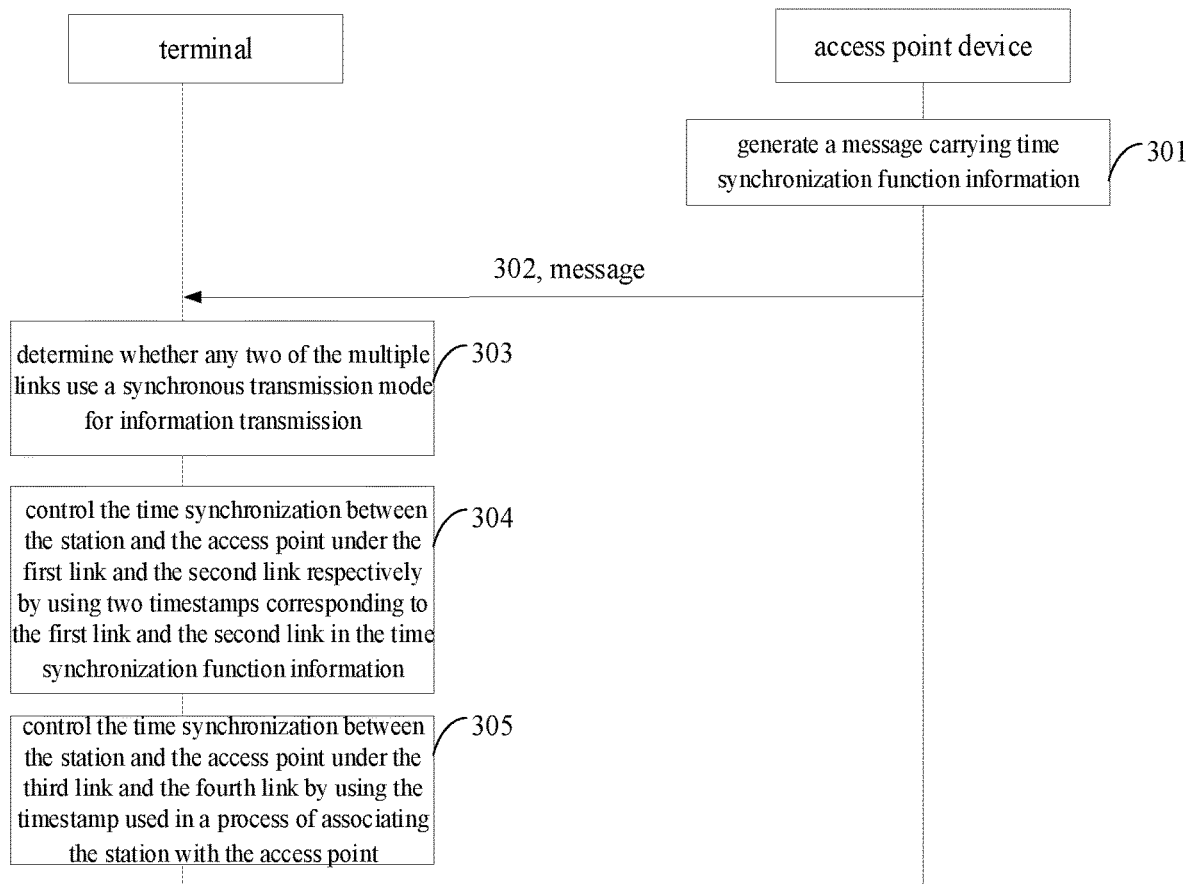 terminal
access point device
generate a message carrying time
synchronization function information
301
302, message
determine whether any two of the multiple
links use a synchronous transmission mode
for information transmission
303
control the time synchronization between
the station and the access point under the
first link and the second link respectively
by using two timestamps corresponding to
the first link and the second link in the time
synchronization function information
304
control the time synchronization between
the station and the access point under the
third link and the fourth link by using the
timestamp used in a process of associating
the station with the access point
305